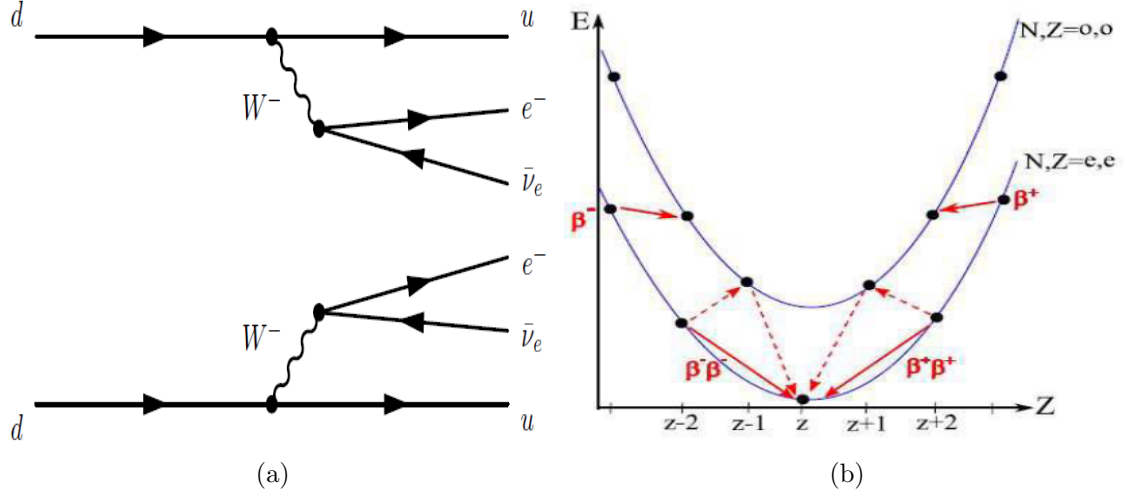 d
u
W⁻
e⁻
ν̄ₑ
e⁻
ν̄ₑ
W⁻
d
u
(a)
E
N,Z=o,o
N,Z=e,e
β⁻
β⁺
β⁻β⁻
β⁺β⁺
z-2
z-1
z
z+1
z+2
Z
(b)